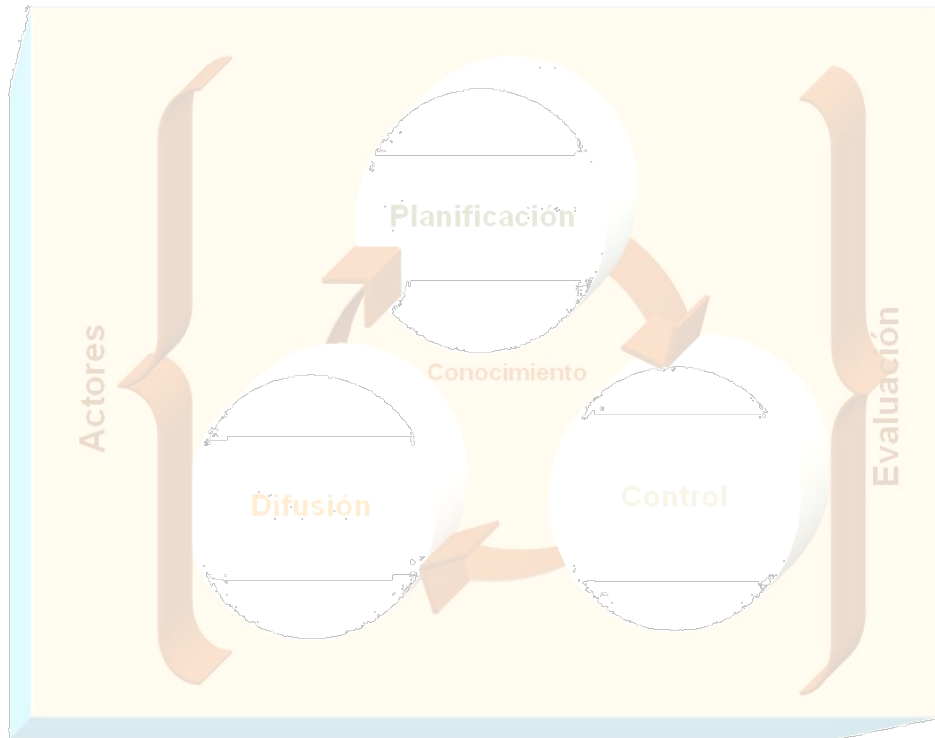 Planificación
Actores
Conocimiento
Evaluación
Difusión
Control